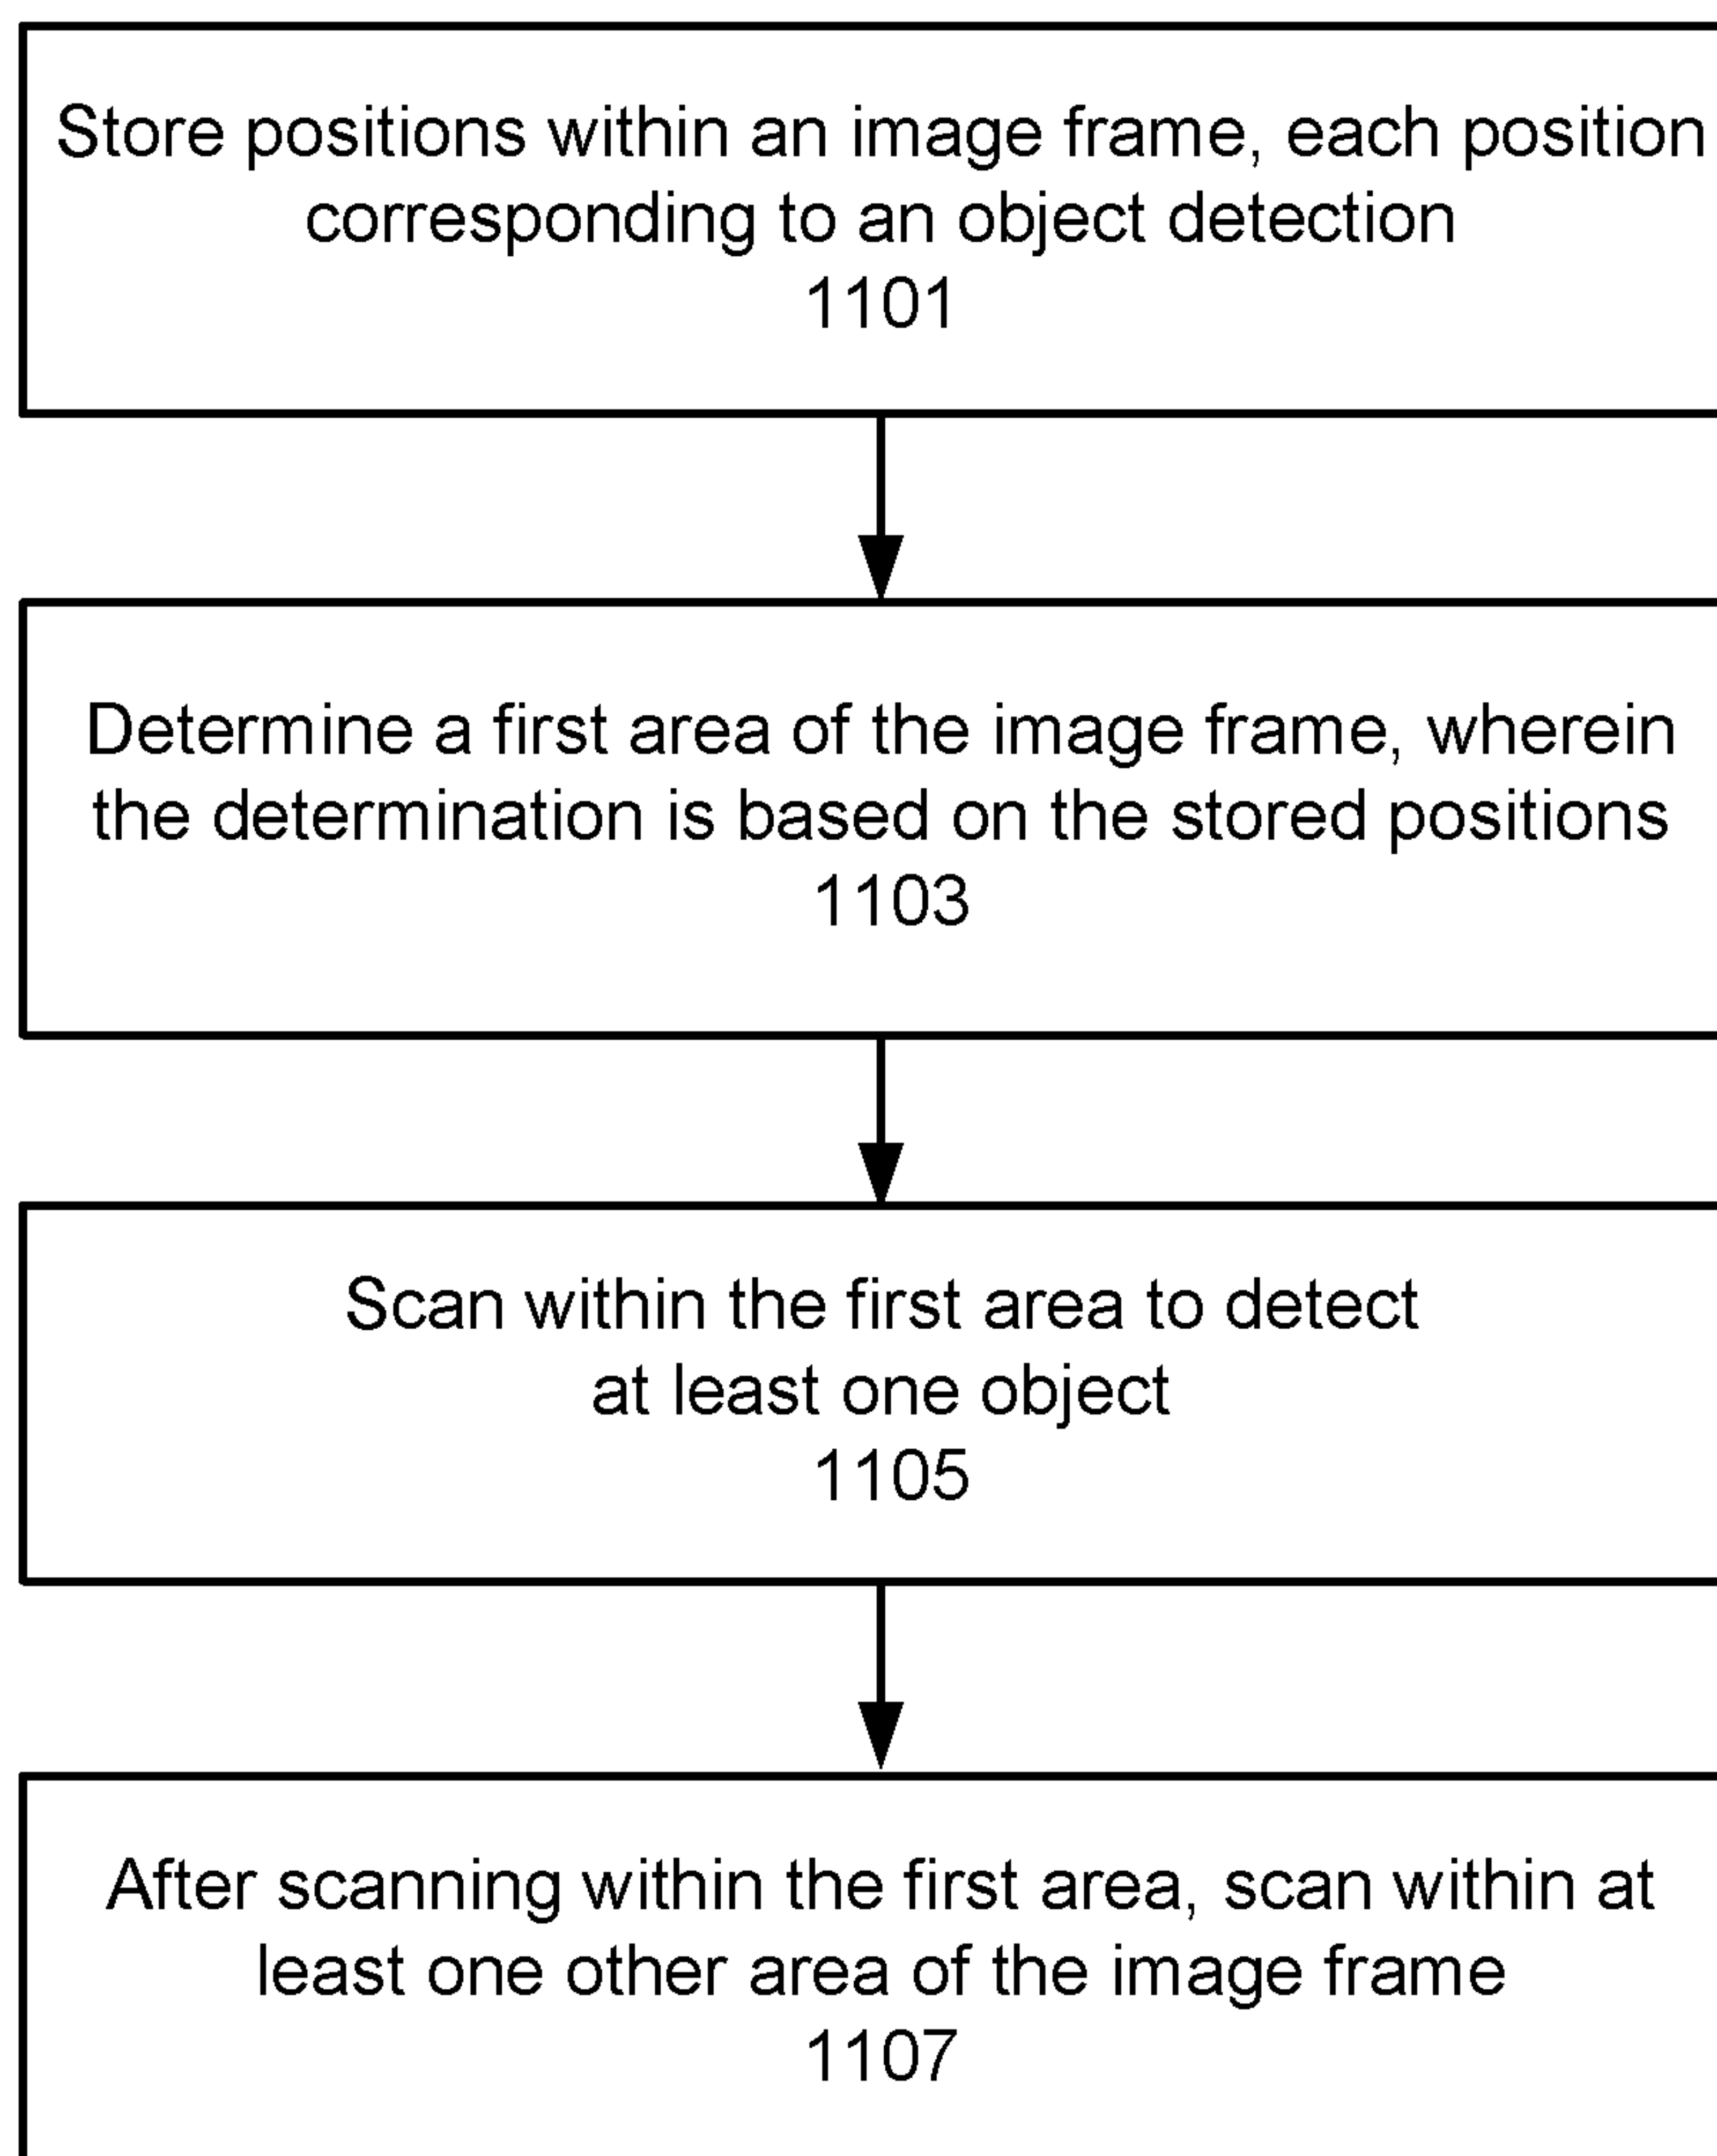 Store positions within an image frame, each position
corresponding to an object detection
1101
Determine a first area of the image frame, wherein
the determination is based on the stored positions
1103
Scan within the first area to detect
at least one object
1105
After scanning within the first area, scan within at
least one other area of the image frame
1107